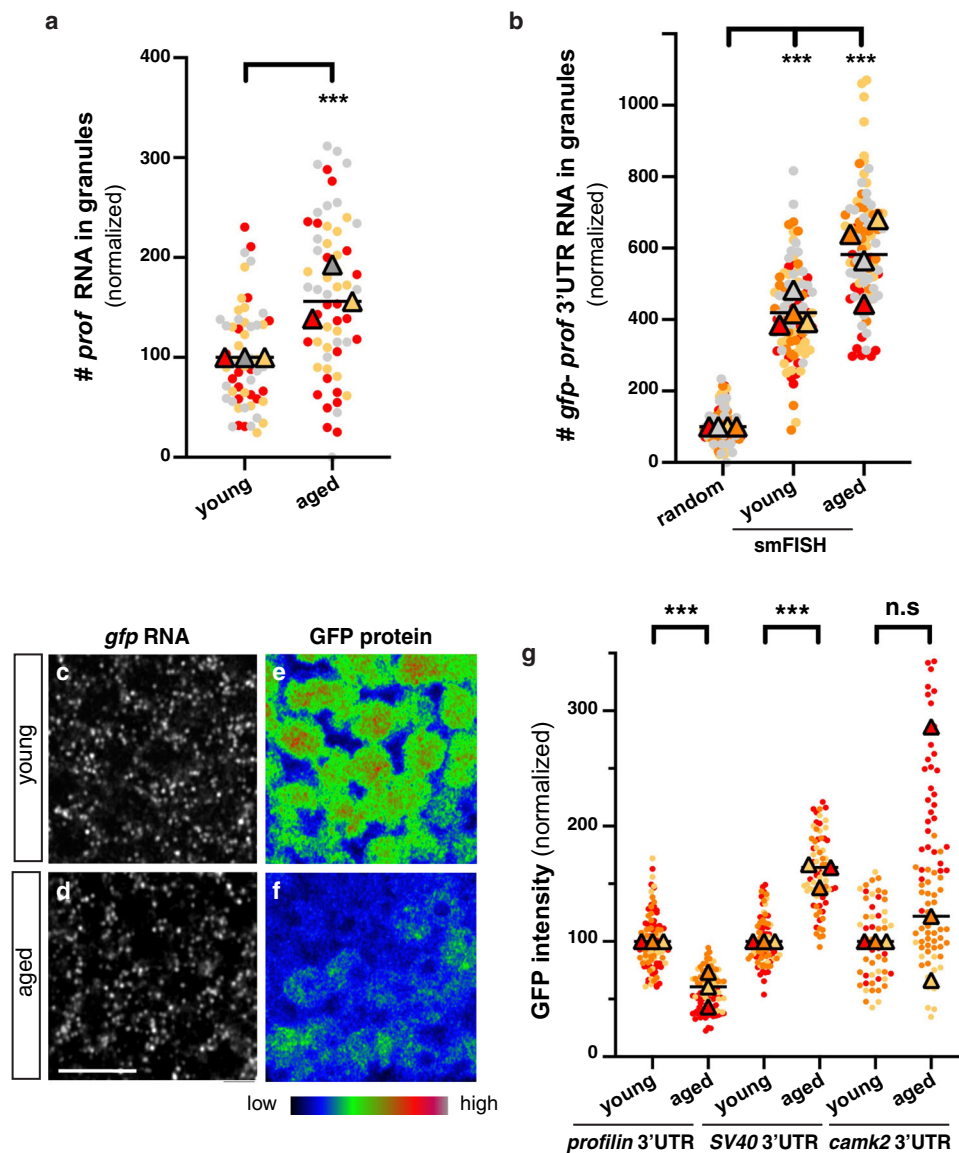 a
# prof RNA in granules
(normalized)
400
300
200
100
0
***
young
aged
b
# gfp- prof 3'UTR RNA in granules
(normalized)
1000
800
600
400
200
0
***
***
random
young
aged
smFISH
gfp RNA
GFP protein
young
aged
c
e
d
f
low
high
g
GFP intensity (normalized)
300
200
100
0
***
***
n.s
young
aged
young
aged
young
aged
profilin 3'UTR
SV40 3'UTR
camk2 3'UTR